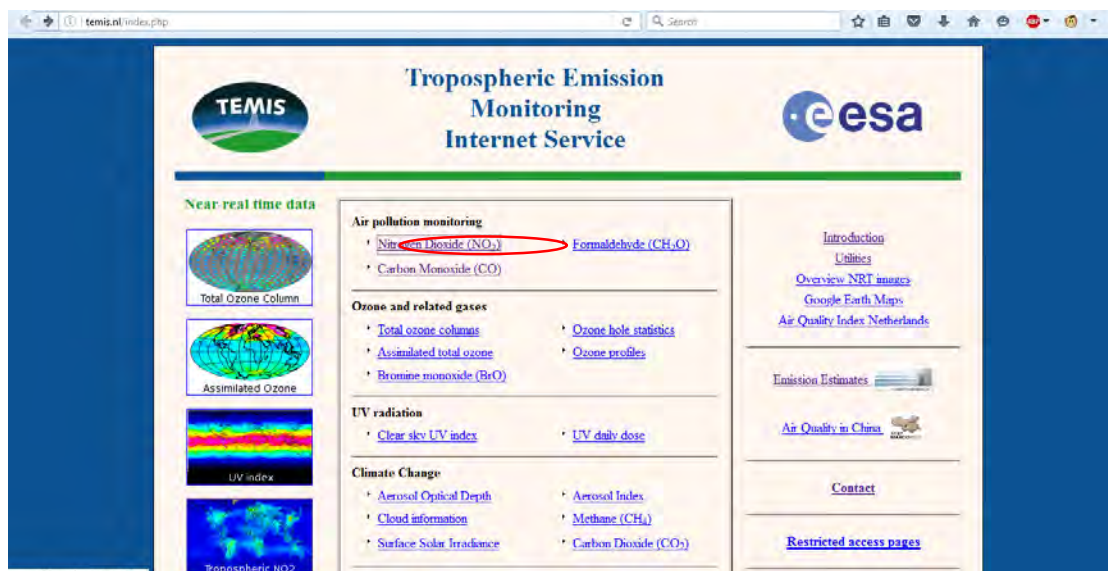 temis.nl/index.php
Search
TEMIS
Tropospheric Emission
Monitoring
Internet Service
esa
Near real time data
Total Ozone Column
Assimilated Ozone
UV index
Tropospheric NO2
Air pollution monitoring
Nitrogen Dioxide (NO₂)
Formaldehyde (CH₂O)
Carbon Monoxide (CO)
Ozone and related gases
Total ozone columns
Ozone hole statistics
Assimilated total ozone
Ozone profiles
Bromine monoxide (BrO)
UV radiation
Clear sky UV index
UV daily dose
Climate Change
Aerosol Optical Depth
Aerosol Index
Cloud information
Methane (CH₄)
Surface Solar Irradiance
Carbon Dioxide (CO₂)
Introduction
Utilities
Overview NRT images
Google Earth Maps
Air Quality Index Netherlands
Emission Estimates
Air Quality in China
Contact
Restricted access pages